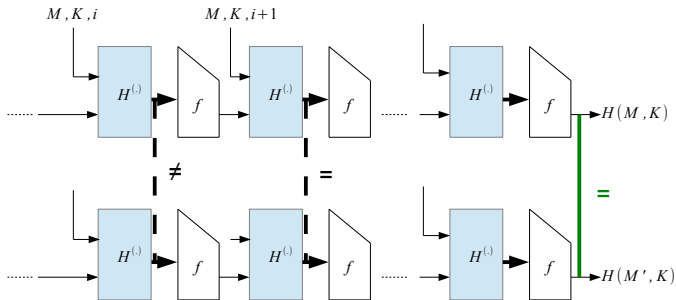 M, K, i
M, K, i+1
H^(.)
f
H^(.)
f
H^(.)
f
H(M, K)
≠
=
=
H^(.)
f
H^(.)
f
H^(.)
f
H(M', K)